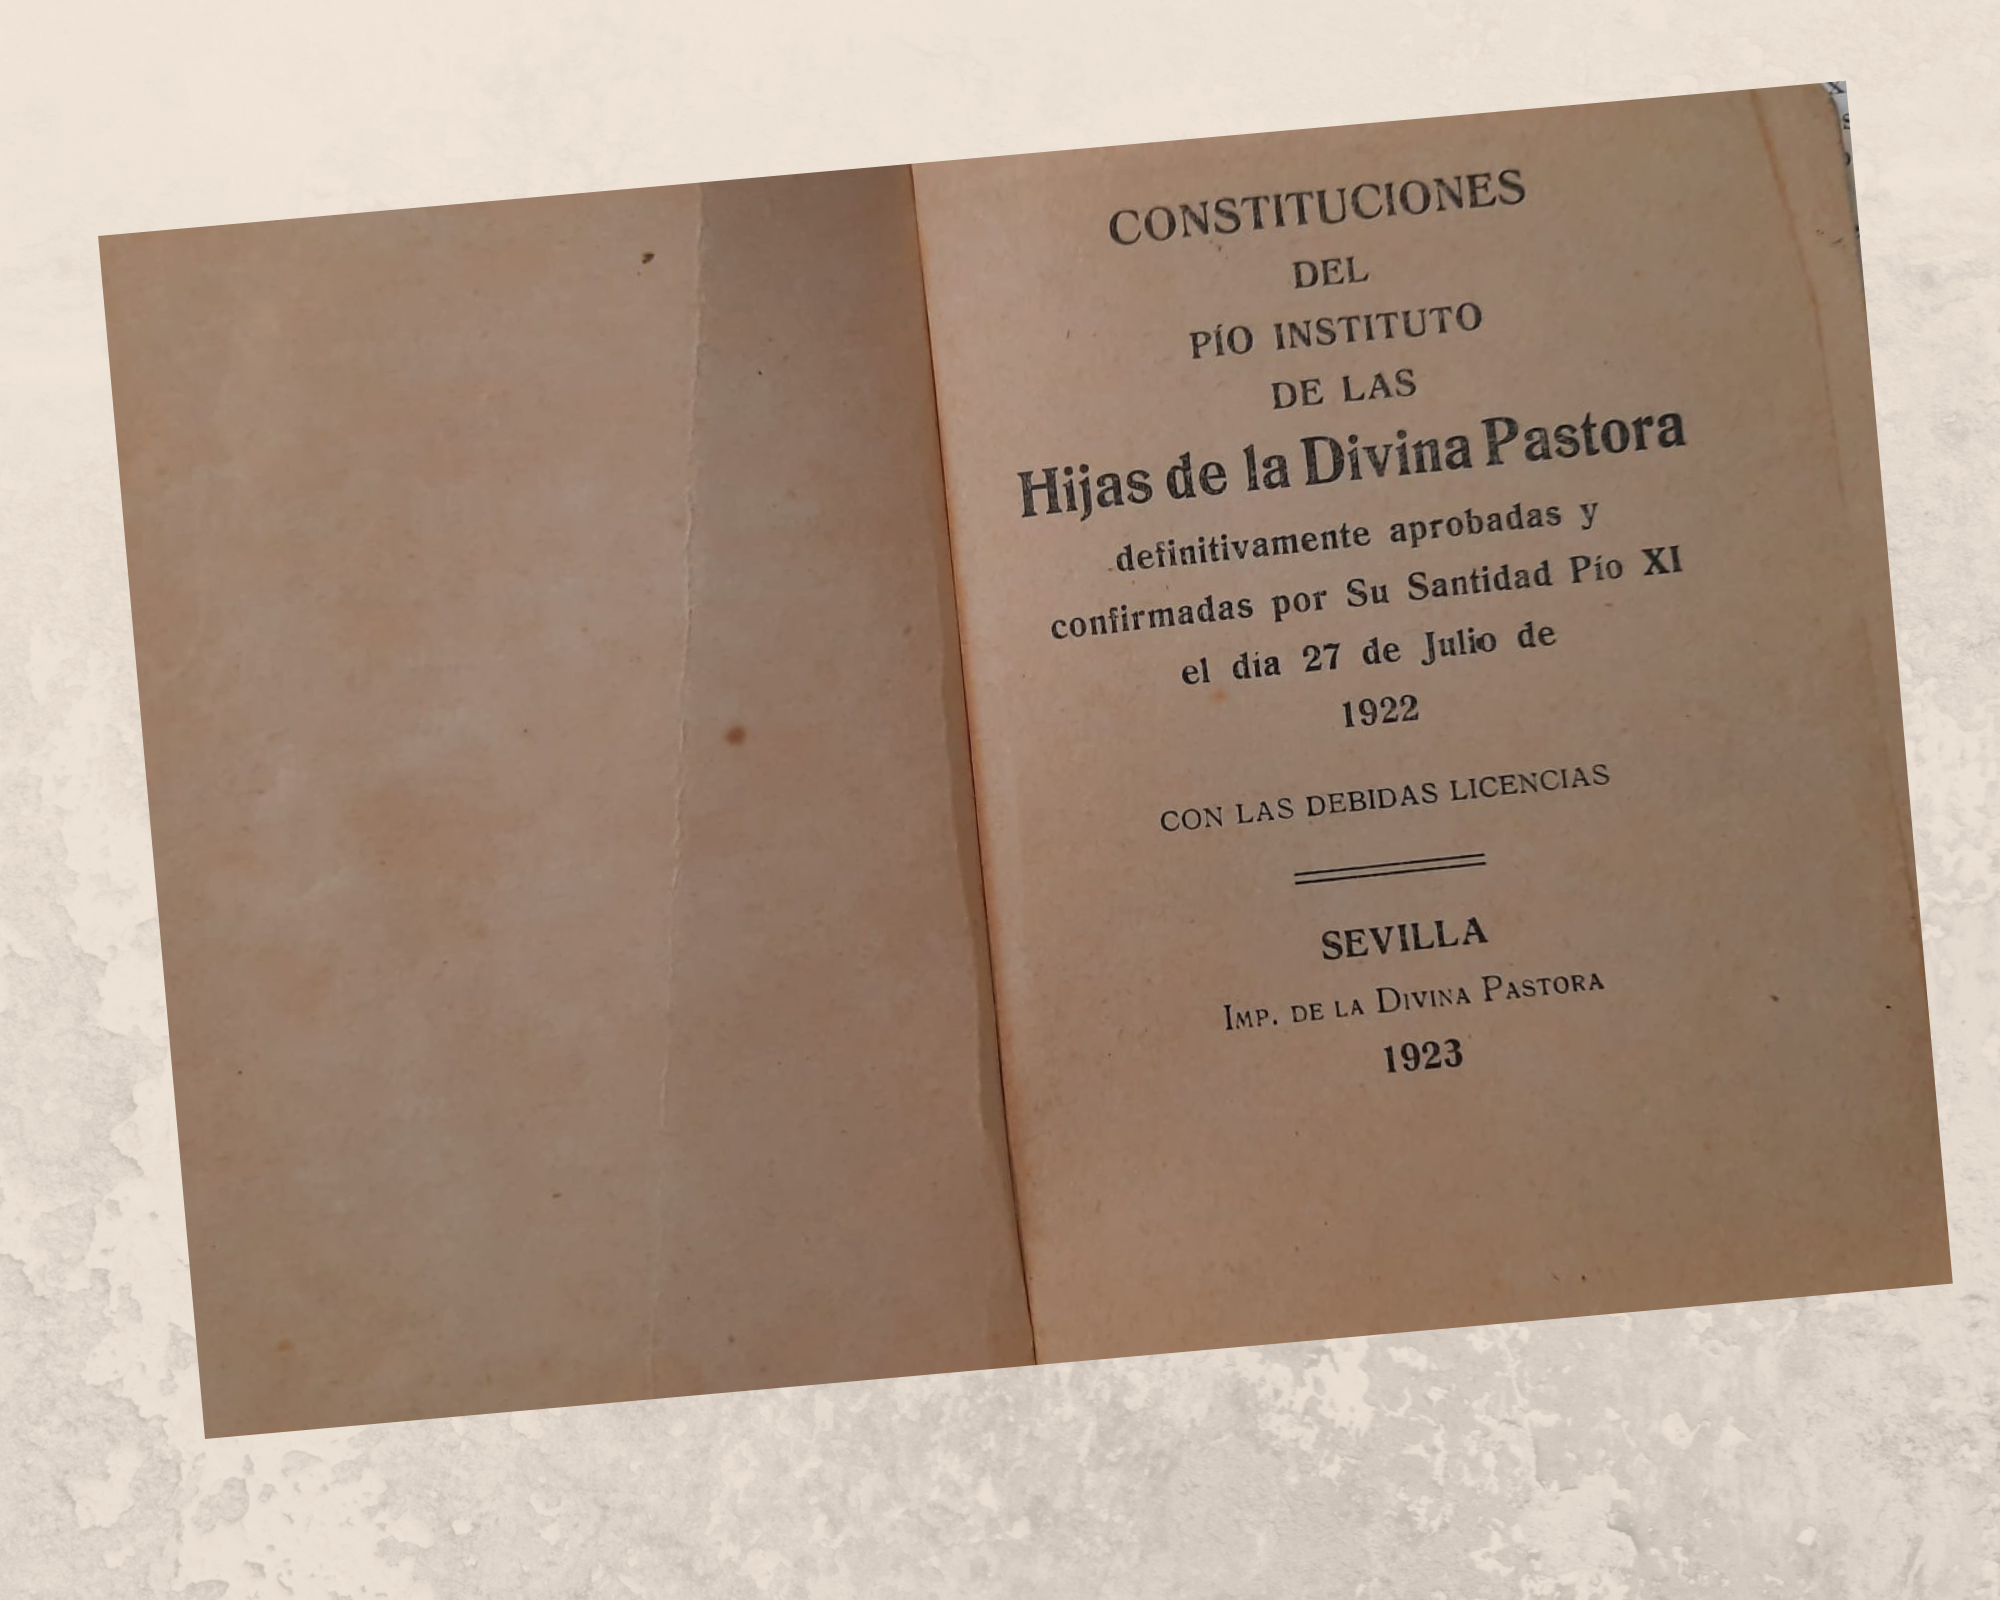 CONSTITUCIONES
DEL
PÍO INSTITUTO
DE LAS
Hijas de la Divina Pastora
definitivamente aprobadas y
confirmadas por Su Santidad Pío XI
el día 27 de Julio de
1922
CON LAS DEBIDAS LICENCIAS
SEVILLA
IMP. DE LA DIVINA PASTORA
1923